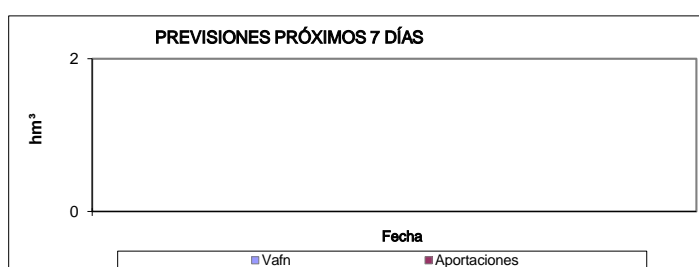 PREVISIONES PRÓXIMOS 7 DÍAS
2
hm³
0
Fecha
Vafn Aportaciones